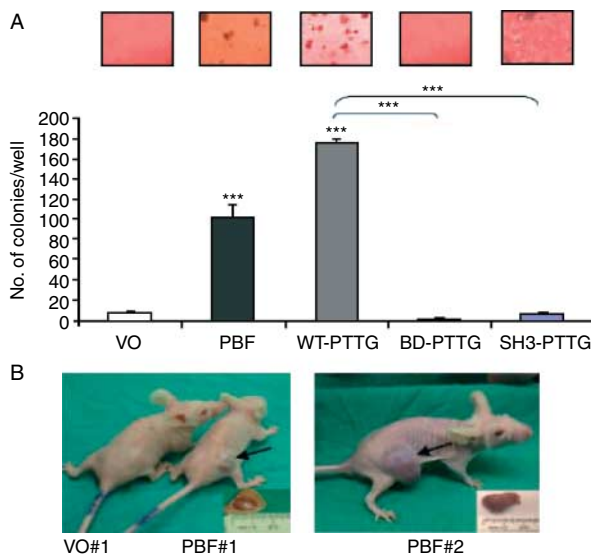 A
No. of colonies/well
200
180
160
140
120
100
80
60
40
20
0
***
***
***
***
VO
PBF
WT-PTTG
BD-PTTG
SH3-PTTG
B
VO#1
PBF#1
PBF#2